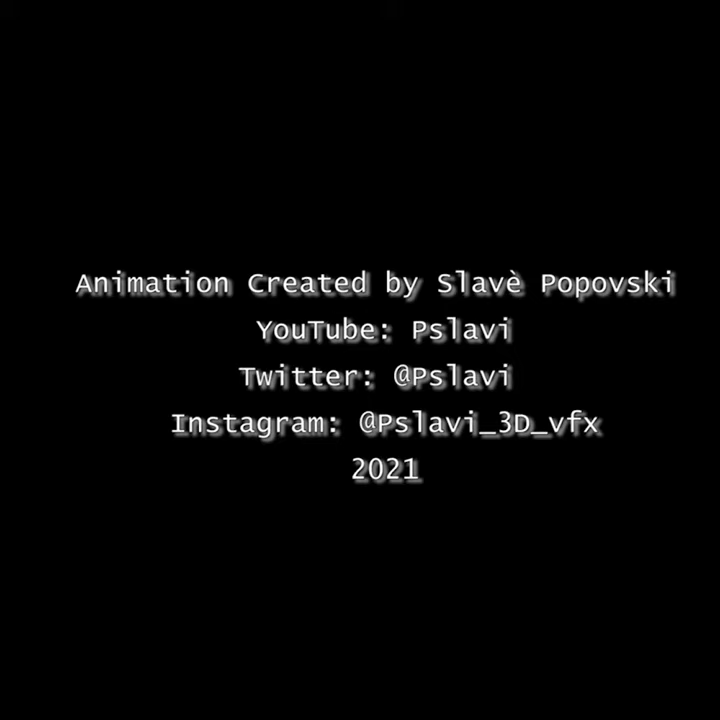 Animation Created by Slavè Popovski
YouTube: Pslavi
Twitter: @Pslavi
Instagram: @Pslavi_3D_vfx
2021